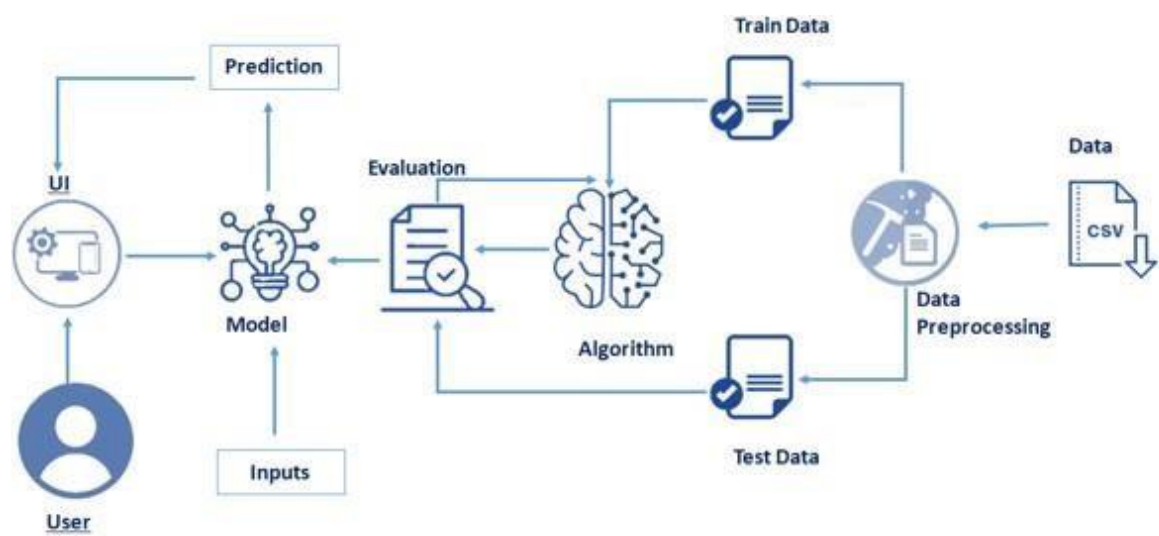 Train Data
Prediction
Data
Evaluation
UI
CSV
Model
Data
Preprocessing
Algorithm
Inputs
Test Data
User